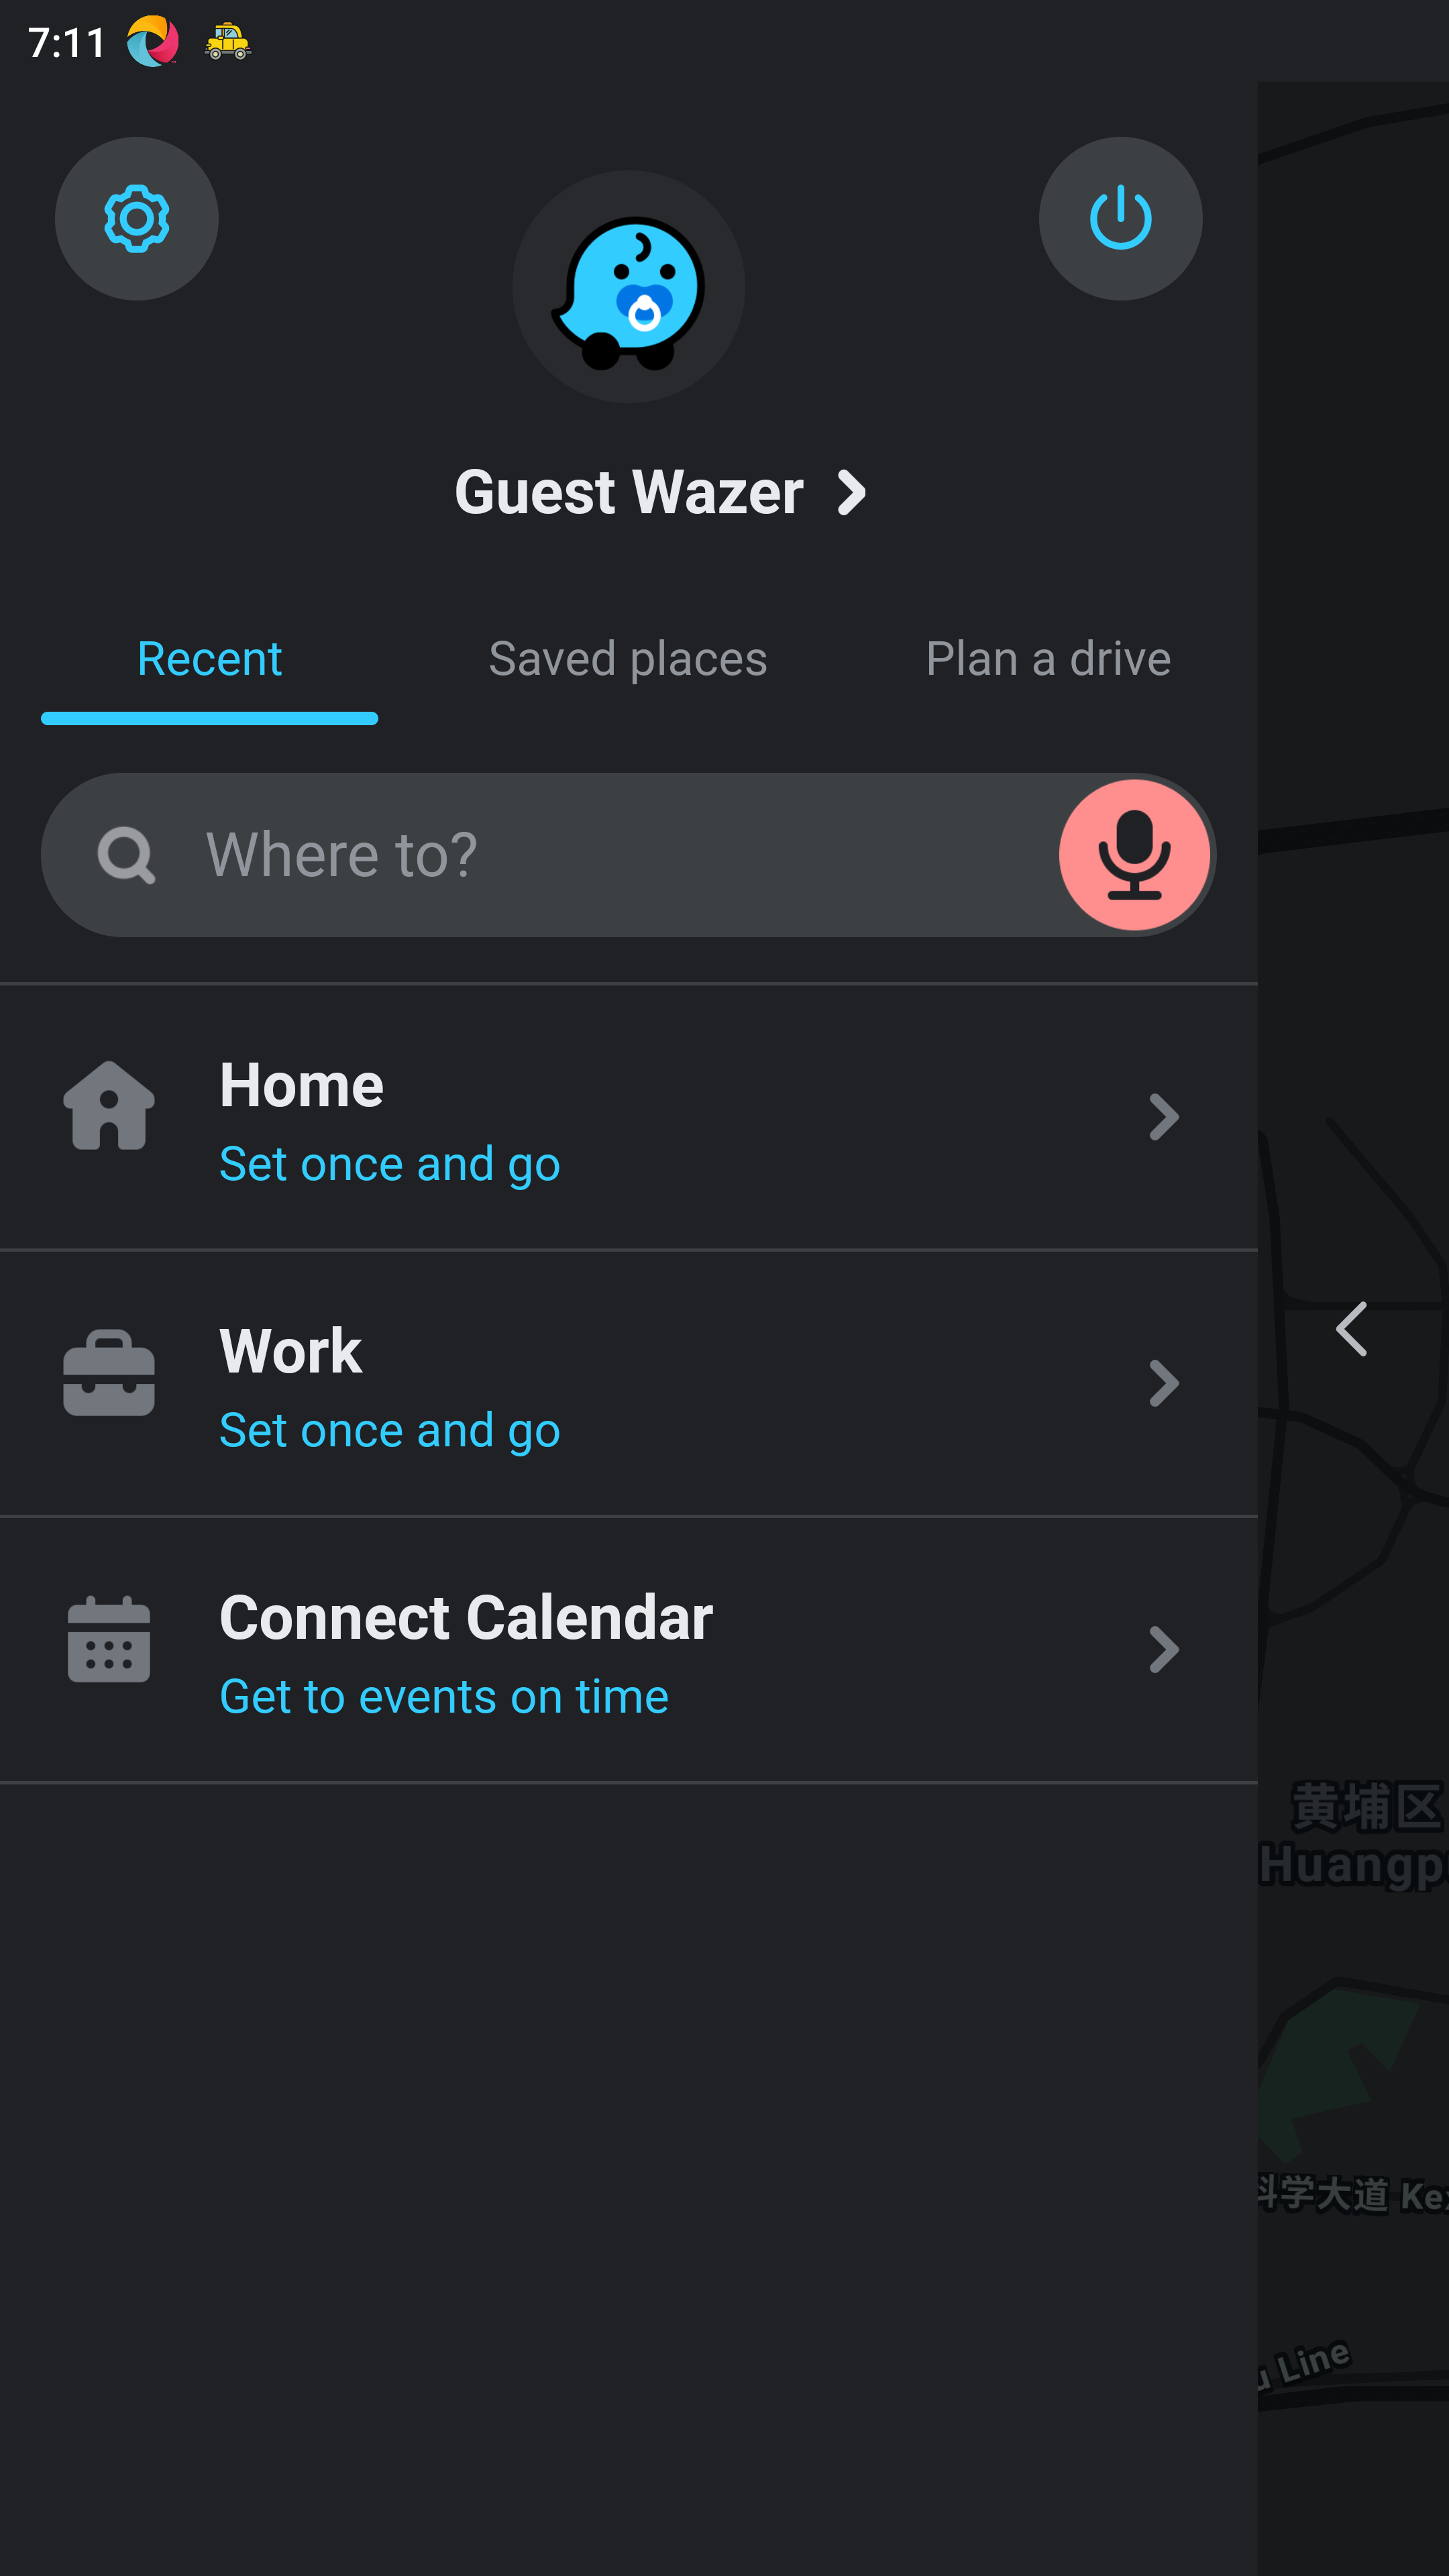 7:11
Guest Wazer
Recent
Saved places
Plan a drive
Where to?
Home
Set once and go
Work
Set once and go
Connect Calendar
Get to events on time
黄埔区
Huangp
科学大道 Ke
u Line